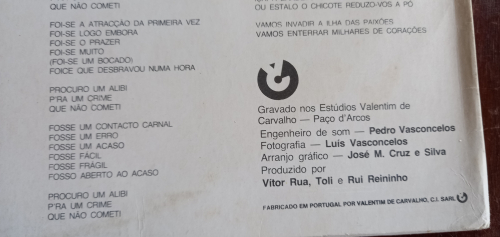 QUE NÃO COMETI
FOI-SE A ATRACÇÃO DA PRIMEIRA VEZ
FOI-SE LOGO EMBORA
FOI-SE O PRAZER
FOI-SE MUITO
(FOI-SE UM BOCADO)
FOICE QUE DESBRAVOU NUMA HORA
PROCURO UM ALIBI
P'RA UM CRIME
QUE NÃO COMETI
FOSSE UM CONTACTO CARNAL
FOSSE UM ERRO
FOSSE UM ACASO
FOSSE FÁCIL
FOSSE FRÁGIL
FOSSO ABERTO AO ACASO
PROCURO UM ALIBI
P'RA UM CRIME
QUE NÃO COMETI
OU ESTALO O CHICOTE REDUZO-VOS A PÓ
VAMOS INVADIR A ILHA DAS PAIXÕES
VAMOS ENTERRAR MILHARES DE CORAÇÕES
Gravado nos Estúdios Valentim de
Carvalho — Paço d'Arcos
Engenheiro de som — Pedro Vasconcelos
Fotografia — Luís Vasconcelos
Arranjo gráfico — José M. Cruz e Silva
Produzido por
Vítor Rua, Toli e Rui Reininho
FABRICADO EM PORTUGAL POR VALENTIM DE CARVALHO, C.I. SARL